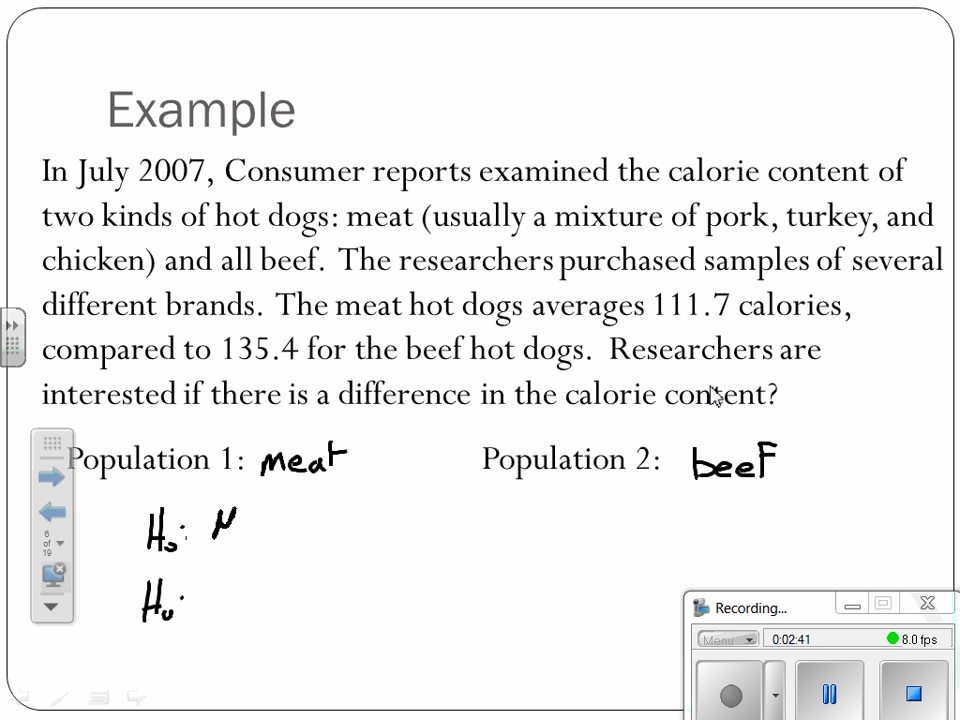 Example
In July 2007, Consumer reports examined the calorie content of
two kinds of hot dogs: meat (usually a mixture of pork, turkey, and
chicken) and all beef. The researchers purchased samples of several
different brands. The meat hot dogs averages 111.7 calories,
compared to 135.4 for the beef hot dogs. Researchers are
interested if there is a difference in the calorie content?
Population 1: meat Population 2: beef
H₀: μ
Hₐ:
6
of
19
Recording...
Menu 0:02:41 8.0 fps